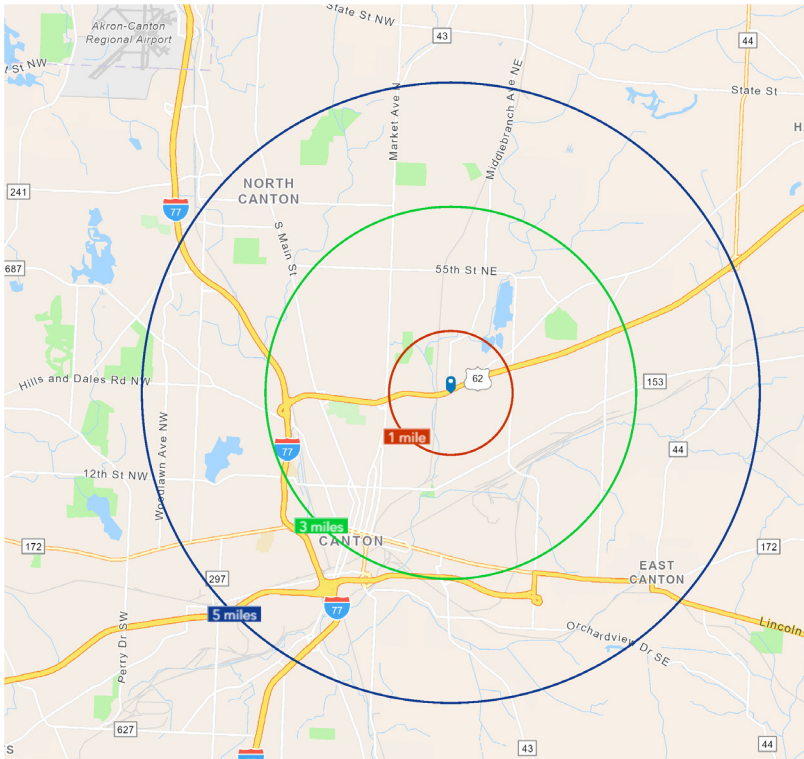 State St NW
Akron-Canton
Regional Airport
43
44
y St NW
State St
Market Ave N
Middlebranch Ave NE
H
NORTH
CANTON
241
77
S Main St
687
55th St NE
62
153
Hills and Dales Rd NW
1 mile
77
44
12th St NW
Woodlawn Ave NW
3 miles
CANTON
172
172
EAST
CANTON
297
77
5 miles
Lincoln
Orchardview Dr SE
Perry Dr SW
627
43
44
S